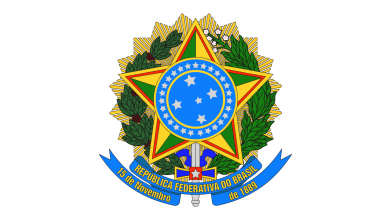 REPÚBLICA FEDERATIVA DO BRASIL
15 de Novembro
de 1889